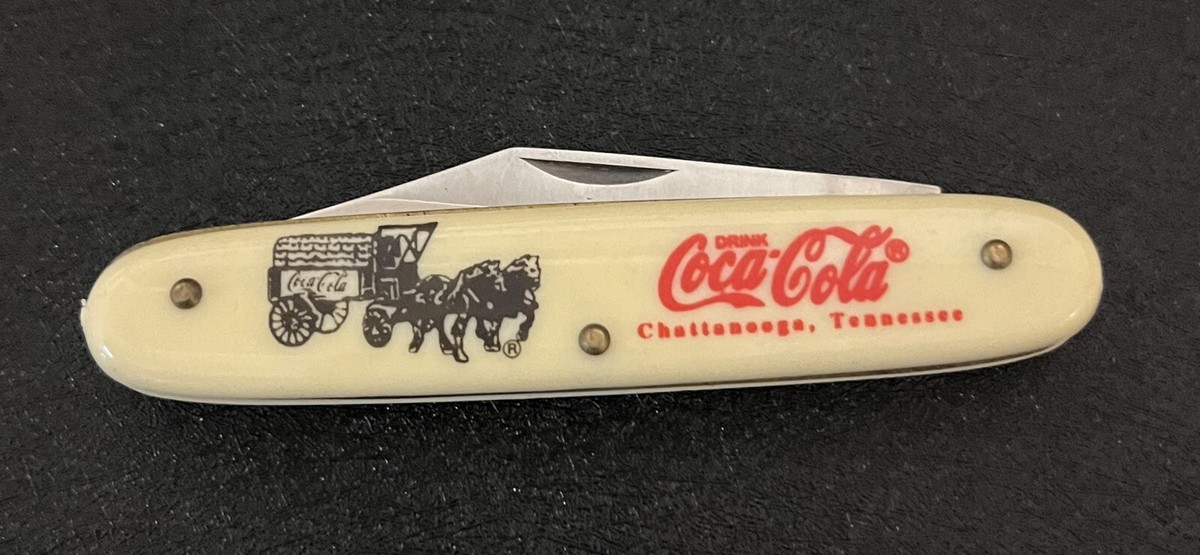 Coca-Cola
®
DRINK
Coca-Cola®
Chattanooga, Tennessee